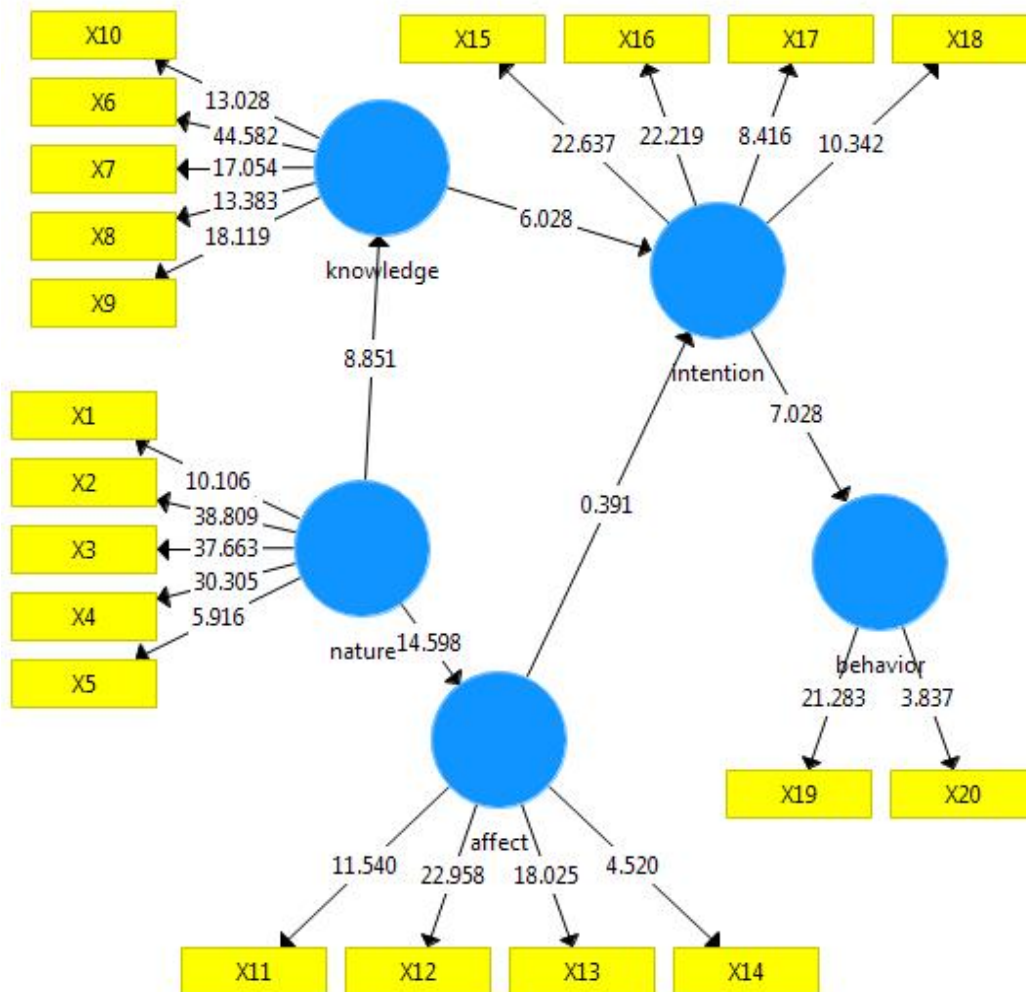 X10
X6
X7
X8
X9
13.028
44.582
17.054
13.383
18.119
knowledge
X15
X16
X17
X18
22.637
22.219
8.416
10.342
6.028
intention
8.851
X1
X2
X3
X4
X5
10.106
38.809
37.663
30.305
5.916
nature
14.598
0.391
7.028
behavior
21.283
3.837
X19
X20
affect
11.540
22.958
18.025
4.520
X11
X12
X13
X14